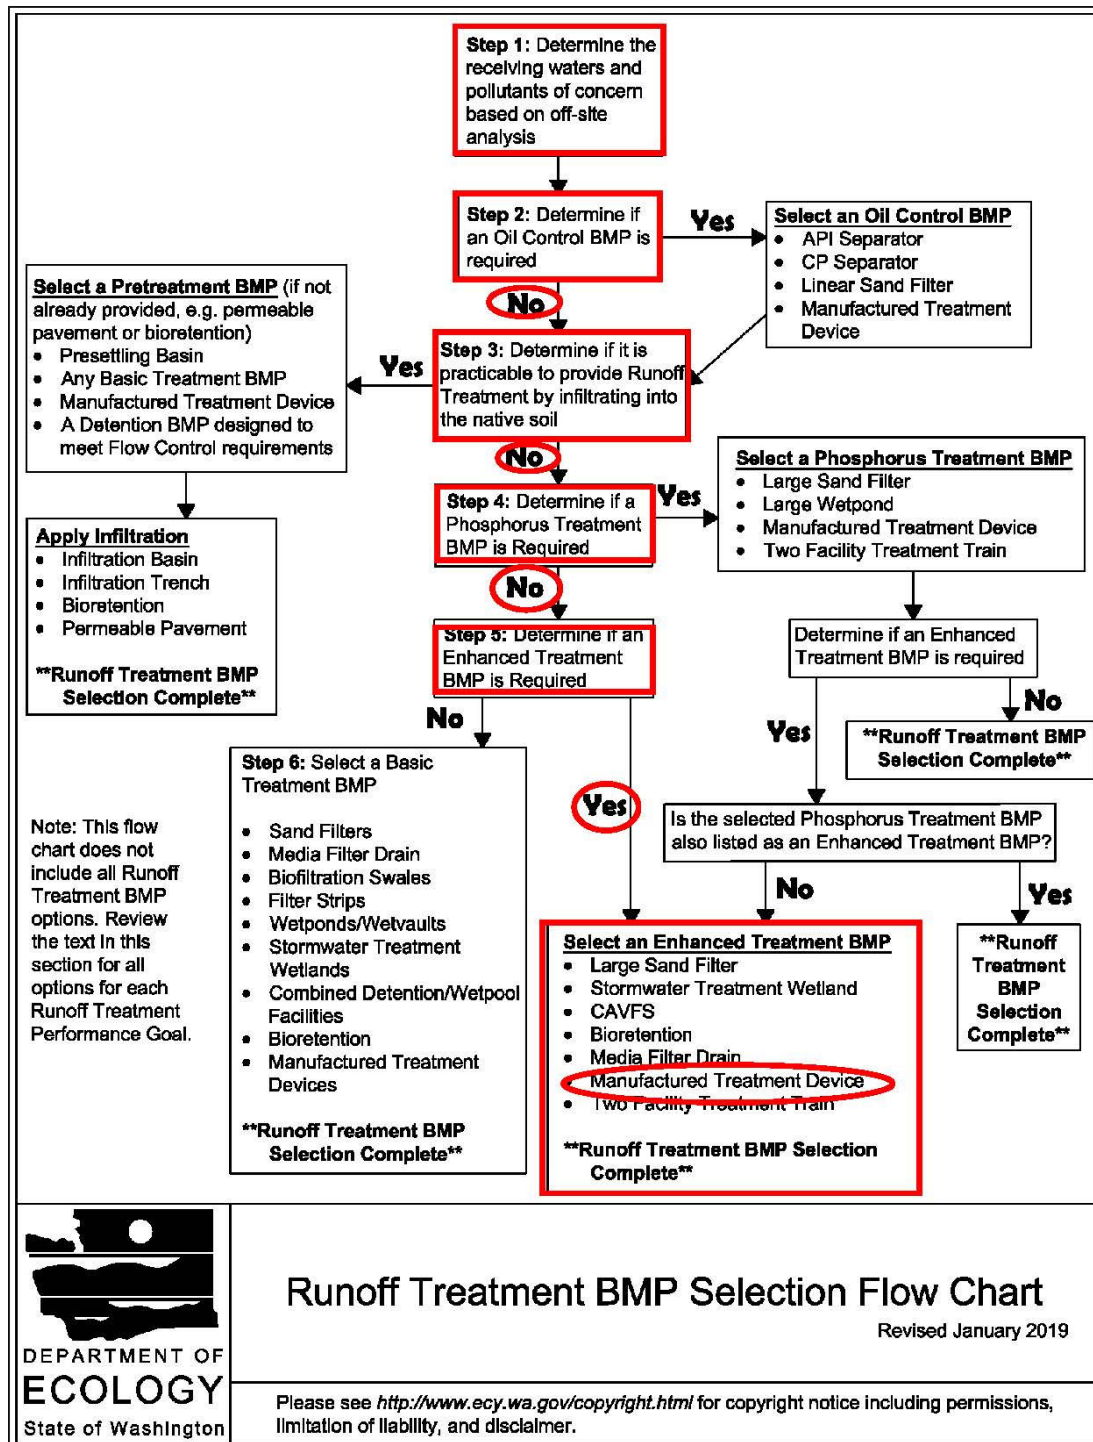 Step 1: Determine the
receiving waters and
pollutants of concern
based on off-site
analysis
Step 2: Determine if
an Oil Control BMP is
required
Yes
Select an Oil Control BMP
• API Separator
• CP Separator
• Linear Sand Filter
• Manufactured Treatment
Device
No
Select a Pretreatment BMP (if not
already provided, e.g. permeable
pavement or bioretention)
• Presettling Basin
• Any Basic Treatment BMP
• Manufactured Treatment Device
• A Detention BMP designed to
meet Flow Control requirements
Yes
Step 3: Determine if it is
practicable to provide Runoff
Treatment by infiltrating into
the native soil
No
Apply Infiltration
• Infiltration Basin
• Infiltration Trench
• Bioretention
• Permeable Pavement
**Runoff Treatment BMP
Selection Complete**
Step 4: Determine if a
Phosphorus Treatment
BMP is Required
Yes
Select a Phosphorus Treatment BMP
• Large Sand Filter
• Large Wetpond
• Manufactured Treatment Device
• Two Facility Treatment Train
No
Step 5: Determine if an
Enhanced Treatment
BMP is Required
Determine if an Enhanced
Treatment BMP is required
No
**Runoff Treatment BMP
Selection Complete**
Yes
No
Step 6: Select a Basic
Treatment BMP
• Sand Filters
• Media Filter Drain
• Biofiltration Swales
• Filter Strips
• Wetponds/Wetvaults
• Stormwater Treatment
Wetlands
• Combined Detention/Wetpool
Facilities
• Bioretention
• Manufactured Treatment
Devices
**Runoff Treatment BMP
Selection Complete**
Yes
Is the selected Phosphorus Treatment BMP
also listed as an Enhanced Treatment BMP?
No
Yes
**Runoff
Treatment
BMP
Selection
Complete**
Select an Enhanced Treatment BMP
• Large Sand Filter
• Stormwater Treatment Wetland
• CAVFS
• Bioretention
• Media Filter Drain
• Manufactured Treatment Device
• Two Facility Treatment Train
**Runoff Treatment BMP Selection
Complete**
Note: This flow
chart does not
include all Runoff
Treatment BMP
options. Review
the text in this
section for all
options for each
Runoff Treatment
Performance Goal.
DEPARTMENT OF
ECOLOGY
State of Washington
Runoff Treatment BMP Selection Flow Chart
Revised January 2019
Please see http://www.ecy.wa.gov/copyright.html for copyright notice including permissions,
limitation of liability, and disclaimer.